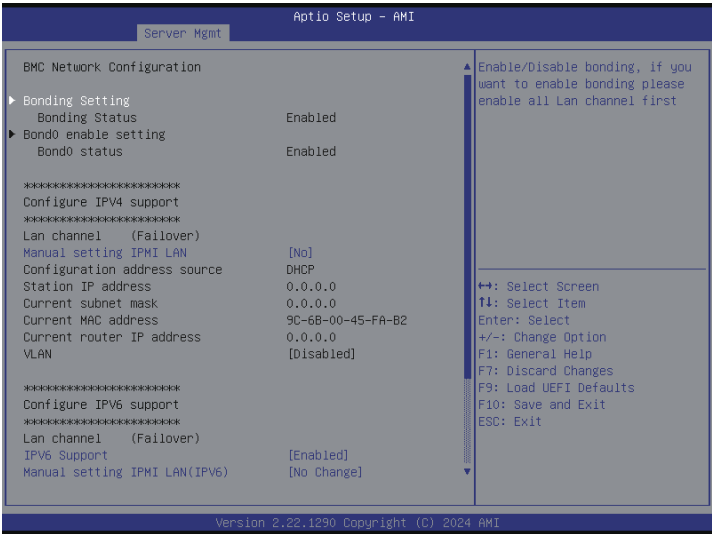 Aptio Setup - AMI
Server Mgmt
BMC Network Configuration
Bonding Setting
Bonding Status Enabled
Bond0 enable setting
Bond0 status Enabled
***********************
Configure IPV4 support
***********************
Lan channel (Failover)
Manual setting IPMI LAN [No]
Configuration address source DHCP
Station IP address 0.0.0.0
Current subnet mask 0.0.0.0
Current MAC address 9C-6B-00-45-FA-B2
Current router IP address 0.0.0.0
VLAN [Disabled]
***********************
Configure IPV6 support
***********************
Lan channel (Failover)
IPV6 Support [Enabled]
Manual setting IPMI LAN(IPV6) [No Change]
Enable/Disable bonding, if you
want to enable bonding please
enable all Lan channel first
↔: Select Screen
↑↓: Select Item
Enter: Select
+/-: Change Option
F1: General Help
F7: Discard Changes
F9: Load UEFI Defaults
F10: Save and Exit
ESC: Exit
Version 2.22.1290 Copyright (C) 2024 AMI